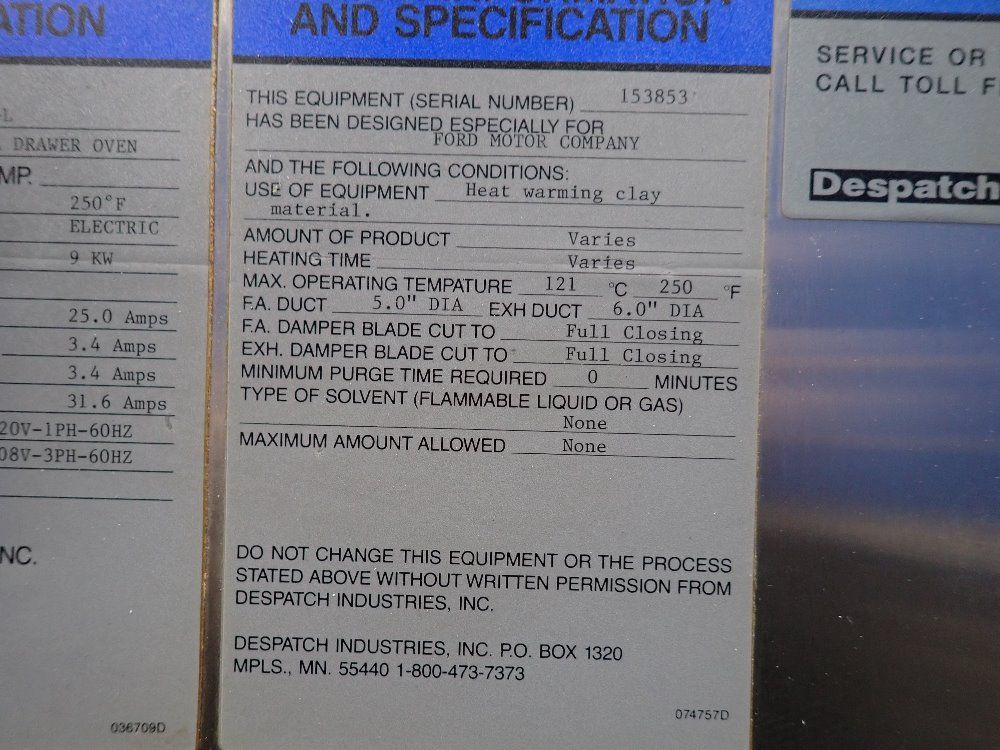 ATION
L
DRAWER OVEN
MP.
250°F
ELECTRIC
9 KW
25.0 Amps
3.4 Amps
3.4 Amps
31.6 Amps
20V-1PH-60HZ
08V-3PH-60HZ
NC.
036709D
AND SPECIFICATION
THIS EQUIPMENT (SERIAL NUMBER) 153853
HAS BEEN DESIGNED ESPECIALLY FOR
FORD MOTOR COMPANY
AND THE FOLLOWING CONDITIONS:
USE OF EQUIPMENT Heat warming clay
material.
AMOUNT OF PRODUCT Varies
HEATING TIME Varies
MAX. OPERATING TEMPATURE 121 °C 250 °F
F.A. DUCT 5.0" DIA EXH DUCT 6.0" DIA
F.A. DAMPER BLADE CUT TO Full Closing
EXH. DAMPER BLADE CUT TO Full Closing
MINIMUM PURGE TIME REQUIRED 0 MINUTES
TYPE OF SOLVENT (FLAMMABLE LIQUID OR GAS)
None
MAXIMUM AMOUNT ALLOWED None
DO NOT CHANGE THIS EQUIPMENT OR THE PROCESS
STATED ABOVE WITHOUT WRITTEN PERMISSION FROM
DESPATCH INDUSTRIES, INC.
DESPATCH INDUSTRIES, INC. P.O. BOX 1320
MPLS., MN. 55440 1-800-473-7373
074757D
SERVICE OR
CALL TOLL F
Despatch